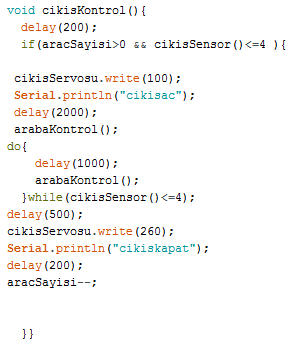 void cikisKontrol(){
delay(200);
if(aracSayisi>0 && cikisSensor()<=4 ){
cikisServosu.write(100);
Serial.println("cikisac");
delay(2000);
arabaKontrol();
do{
delay(1000);
arabaKontrol();
}while(cikisSensor()<=4);
delay(500);
cikisServosu.write(260);
Serial.println("cikiskapat");
delay(200);
aracSayisi--;
}}